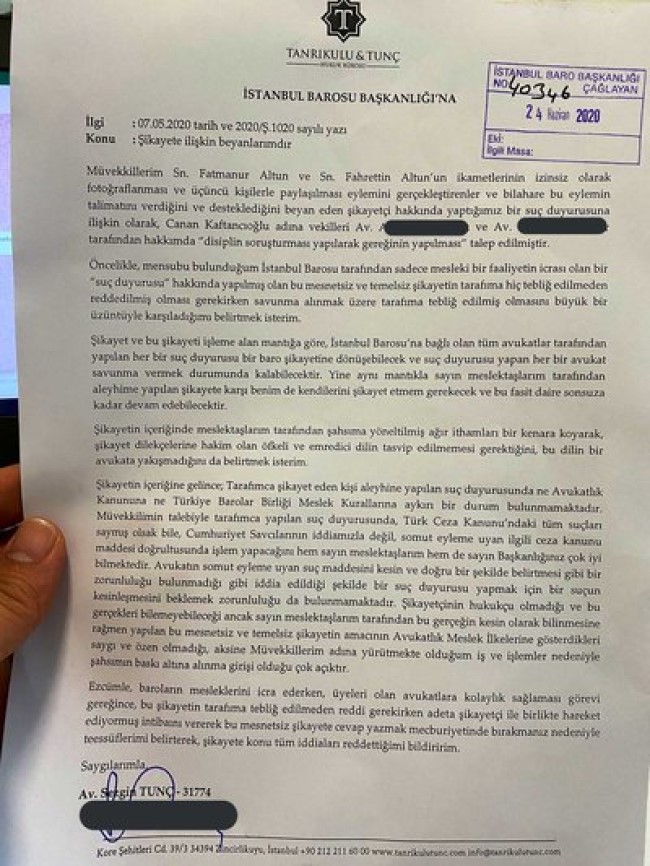 T
TANRIKULU & TUNÇ
HUKUK BÜROSU
İSTANBUL BARO BAŞKANLIĞI
NO 40346 ÇAĞLAYAN
24 Haziran 2020
Eki:
İlgili Masa:
İSTANBUL BAROSU BAŞKANLIĞI'NA
İlgi : 07.05.2020 tarih ve 2020/Ş.1020 sayılı yazı
Konu : Şikayete ilişkin beyanlarımdır
Müvekkillerim Sn. Fatmanur Altun ve Sn. Fahrettin Altun'un ikametlerinin izinsiz olarak
fotoğraflanması ve üçüncü kişilerle paylaşılması eylemini gerçekleştirenler ve bilahare bu eylemin
talimatını verdiğini ve desteklediğini beyan eden şikayetçi hakkında yaptığımız bir suç duyurusuna
ilişkin olarak, Canan Kaftancıoğlu adına vekilleri Av. ve Av.
tarafından hakkımda "disiplin soruşturması yapılarak gereğinin yapılması" talep edilmiştir.
Öncelikle, mensubu bulunduğum İstanbul Barosu tarafından sadece mesleki bir faaliyetin icrası olan bir
"suç duyurusu" hakkında yapılmış olan bu mesnetsiz ve temelsiz şikayetin tarafıma hiç tebliğ edilmeden
reddedilmiş olması gerekirken savunma alınmak üzere tarafıma tebliğ edilmiş olmasını büyük bir
üzüntüyle karşıladığımı belirtmek isterim.
Şikayet ve bu şikayeti işleme alan mantığa göre, İstanbul Barosu'na bağlı olan tüm avukatlar tarafından
yapılan her bir suç duyurusu bir baro şikayetine dönüşebilecek ve suç duyurusu yapan her bir avukat
savunma vermek durumunda kalabilecektir. Yine aynı mantıkla sayın meslektaşlarım tarafından
aleyhime yapılan şikayete karşı benim de kendilerini şikayet etmem gerekecek ve bu fasit daire sonsuza
kadar devam edebilecektir.
Şikayetin içeriğinde meslektaşlarım tarafından şahsıma yöneltilmiş ağır ithamları bir kenara koyarak,
şikayet dilekçelerine hakim olan öfkeli ve emredici dilin tasvip edilmemesi gerektiğini, bu dilin bir
avukata yakışmadığını da belirtmek isterim.
Şikayetin içeriğine gelince; Tarafımca şikayet eden kişi aleyhine yapılan suç duyurusunda ne Avukatlık
Kanununa ne Türkiye Barolar Birliği Meslek Kurallarına aykırı bir durum bulunmamaktadır.
Müvekkilimin talebiyle tarafımca yapılan suç duyurusunda, Türk Ceza Kanunu'ndaki tüm suçları
saymış olsak bile, Cumhuriyet Savcılarının iddiamızla değil, somut eyleme uyan ilgili ceza kanunu
maddesi doğrultusunda işlem yapacağını hem sayın meslektaşlarım hem de sayın Başkanlığınız çok iyi
bilmektedir. Avukatın somut eyleme uyan suç maddesini kesin ve doğru bir şekilde belirtmesi gibi bir
zorunluluğu bulunmadığı gibi iddia edildiği şekilde bir suç duyurusu yapmak için bir suçun
kesinleşmesini beklemek zorunluluğu da bulunmamaktadır. Şikayetçinin hukukçu olmadığı ve bu
gerçekleri bilemeyebileceği ancak sayın meslektaşlarım tarafından bu gerçeğin kesin olarak bilinmesine
rağmen yapılan bu mesnetsiz ve temelsiz şikayetin amacının Avukatlık Meslek İlkelerine gösterdikleri
saygı ve özen olmadığı, aksine Müvekkillerim adına yürütmekte olduğum iş ve işlemler nedeniyle
şahsımın baskı altına alınma girişi olduğu çok açıktır.
Ezcümle, baroların mesleklerini icra ederken, üyeleri olan avukatlara kolaylık sağlaması görevi
gereğince, bu şikayetin tarafıma tebliğ edilmeden reddi gerekirken adeta şikayetçi ile birlikte hareket
ediyormuş intibaını vererek bu mesnetsiz şikayete cevap yazmak mecburiyetinde bırakmanız nedeniyle
teessüflerimi belirterek, şikayete konu tüm iddiaları reddettiğimi bildiririm.
Saygılarımla,
Av. Sezgin TUNÇ - 31774
Kore Şehitleri Cd. 39/3 34394 Zincirlikuyu, İstanbul +90 212 211 60 00 www.tanrikulutunc.com info@tanrikulutunc.com